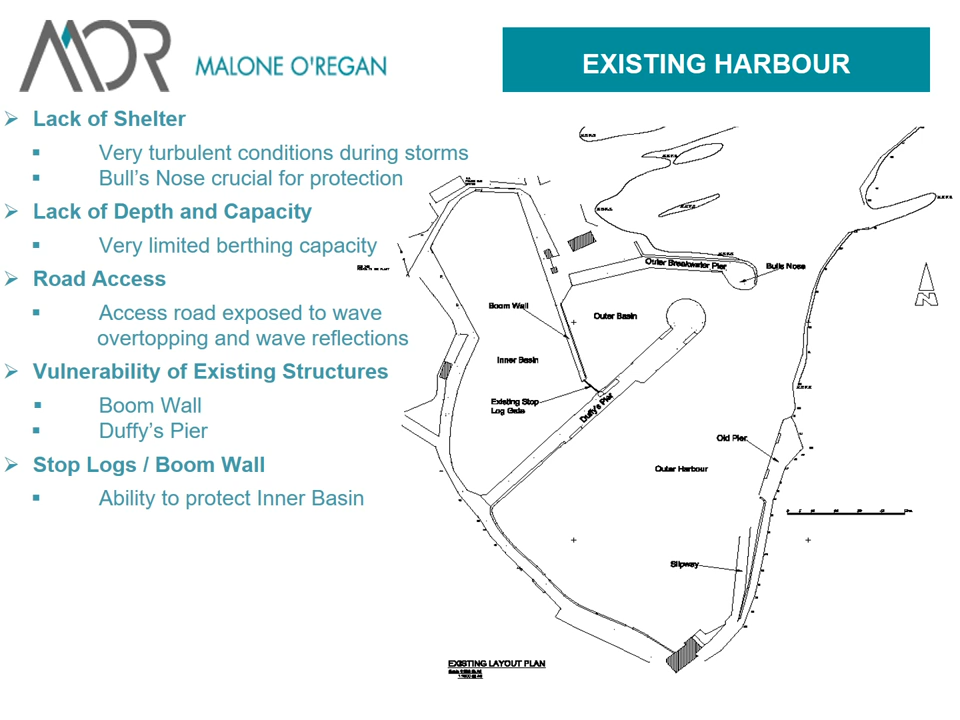 MOR
MALONE O'REGAN
EXISTING HARBOUR
➢ Lack of Shelter
▪ Very turbulent conditions during storms
▪ Bull’s Nose crucial for protection
➢ Lack of Depth and Capacity
▪ Very limited berthing capacity
➢ Road Access
▪ Access road exposed to wave
overtopping and wave reflections
➢ Vulnerability of Existing Structures
▪ Boom Wall
▪ Duffy’s Pier
➢ Stop Logs / Boom Wall
▪ Ability to protect Inner Basin
Outer Breakwater Pier
Bulls Nose
Boom Wall
Outer Basin
N
Inner Basin
Existing Stop
Log Gate
Duffy's Pier
Old Pier
Outer Harbour
Slipway
EXISTING LAYOUT PLAN